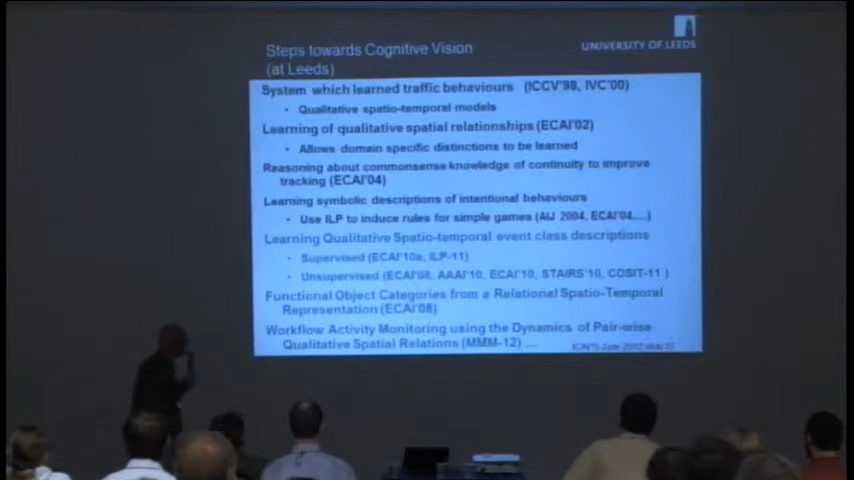 Steps towards Cognitive Vision
(at Leeds)
UNIVERSITY OF LEEDS
System which learned traffic behaviours (ICCV'98, IVC'00)
• Qualitative spatio-temporal models
Learning of qualitative spatial relationships (ECAI'02)
• Allows domain specific distinctions to be learned
Reasoning about commonsense knowledge of continuity to improve
tracking (ECAI'04)
Learning symbolic descriptions of intentional behaviours
• Use ILP to induce rules for simple games (AIJ 2004, ECAI'04,...)
Learning Qualitative Spatio-temporal event class descriptions
• Supervised (ECAI'10a, ILP-11)
• Unsupervised (ECAI'08, AAAI'10, ECAI'10, STAIRS'10, COSIT-11 )
Functional Object Categories from a Relational Spatio-Temporal
Representation (ECAI'08)
Workflow Activity Monitoring using the Dynamics of Pair-wise
Qualitative Spatial Relations (MMM-12) ...
ICAPS June 2012 slide